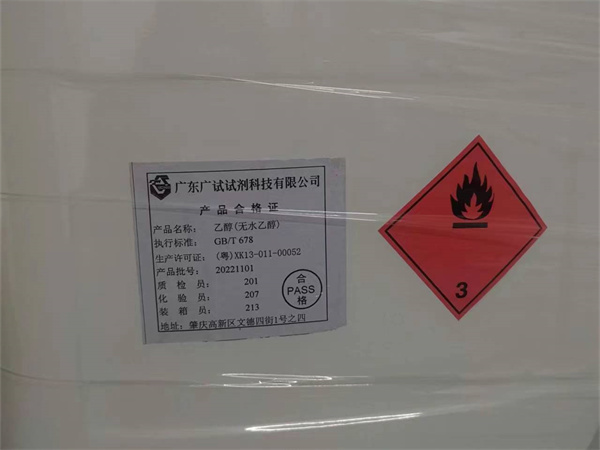 广东广试试剂科技有限公司
产品合格证
产品名称: 乙醇(无水乙醇)
执行标准: GB/T 678
生产许可证: (粤)XK13-011-00052
产品批号: 20221101
质检员: 201
化验员: 207
装箱员: 213
合
PASS
格
地址: 肇庆高新区文德四街1号之四
3